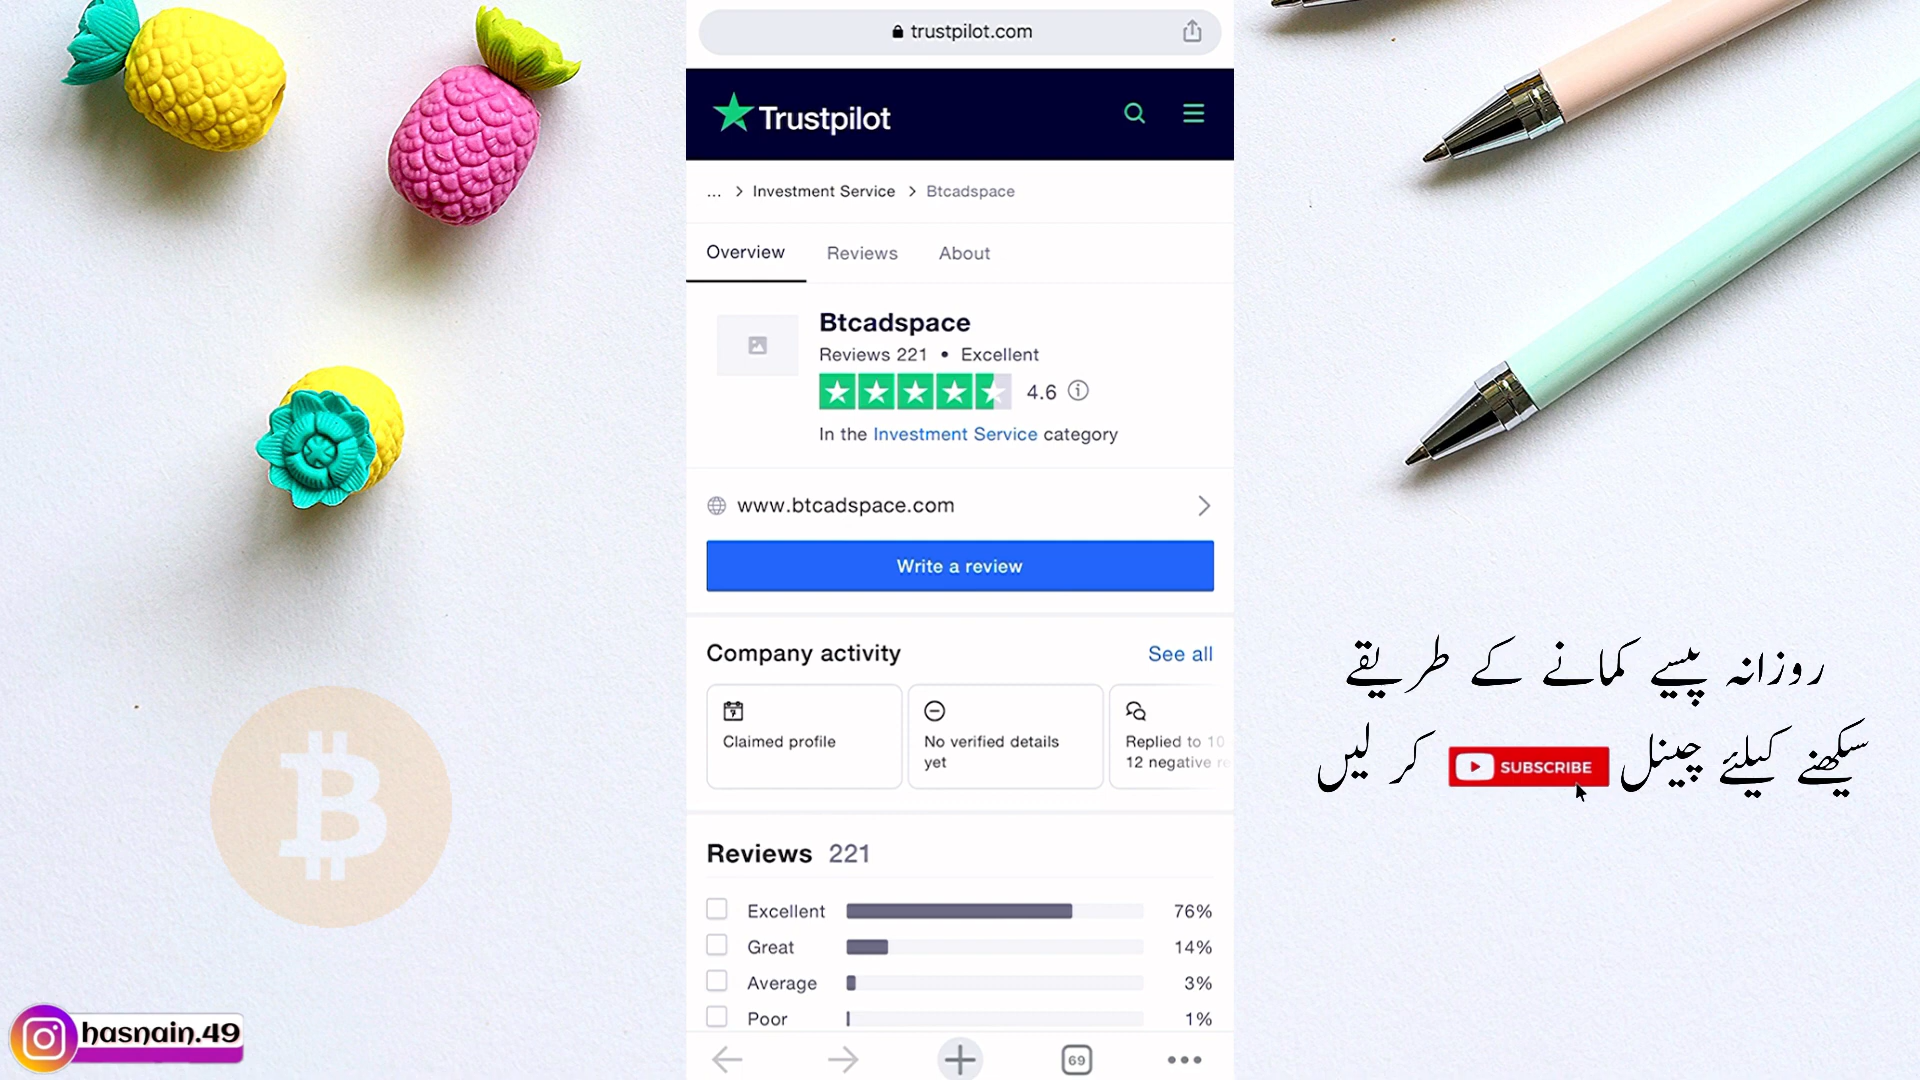 trustpilot.com
Trustpilot
... > Investment Service > Btcadspace
Overview Reviews About
Btcadspace
Reviews 221 • Excellent
4.6
In the Investment Service category
www.btcadspace.com
Write a review
Company activity See all
Claimed profile
No verified details yet
Replied to 10
12 negative re
Reviews 221
Excellent 76%
Great 14%
Average 3%
Poor 1%
69
روزانہ پیسے کمانے کے طریقے
سیکھنے کیلئے چینل SUBSCRIBE کر لیں
hasnain.49